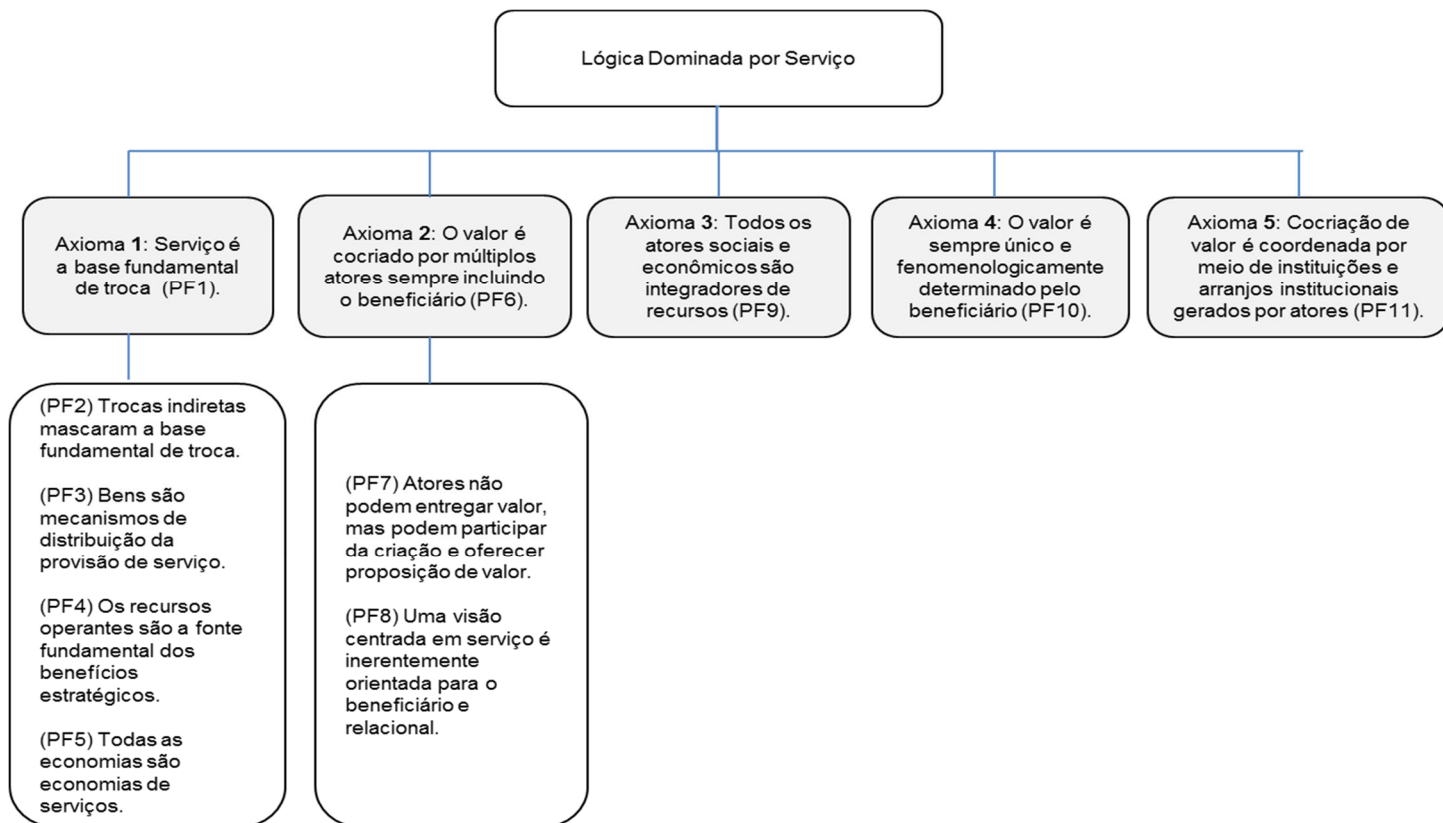 Lógica Dominada por Serviço
Axioma 1: Serviço é
a base fundamental
de troca (PF1).
Axioma 2: O valor é
cocriado por múltiplos
atores sempre incluindo
o beneficiário (PF6).
Axioma 3: Todos os
atores sociais e
econômicos são
integradores de
recursos (PF9).
Axioma 4: O valor é
sempre único e
fenomenologicamente
determinado pelo
beneficiário (PF10).
Axioma 5: Cocriação de
valor é coordenada por
meio de instituições e
arranjos institucionais
gerados por atores (PF11).
(PF2) Trocas indiretas
mascaram a base
fundamental de troca.
(PF3) Bens são
mecanismos de
distribuição da
provisão de serviço.
(PF4) Os recursos
operantes são a fonte
fundamental dos
benefícios
estratégicos.
(PF5) Todas as
economias são
economias de
serviços.
(PF7) Atores não
podem entregar valor,
mas podem participar
da criação e oferecer
proposição de valor.
(PF8) Uma visão
centrada em serviço é
inerentemente
orientada para o
beneficiário e
relacional.